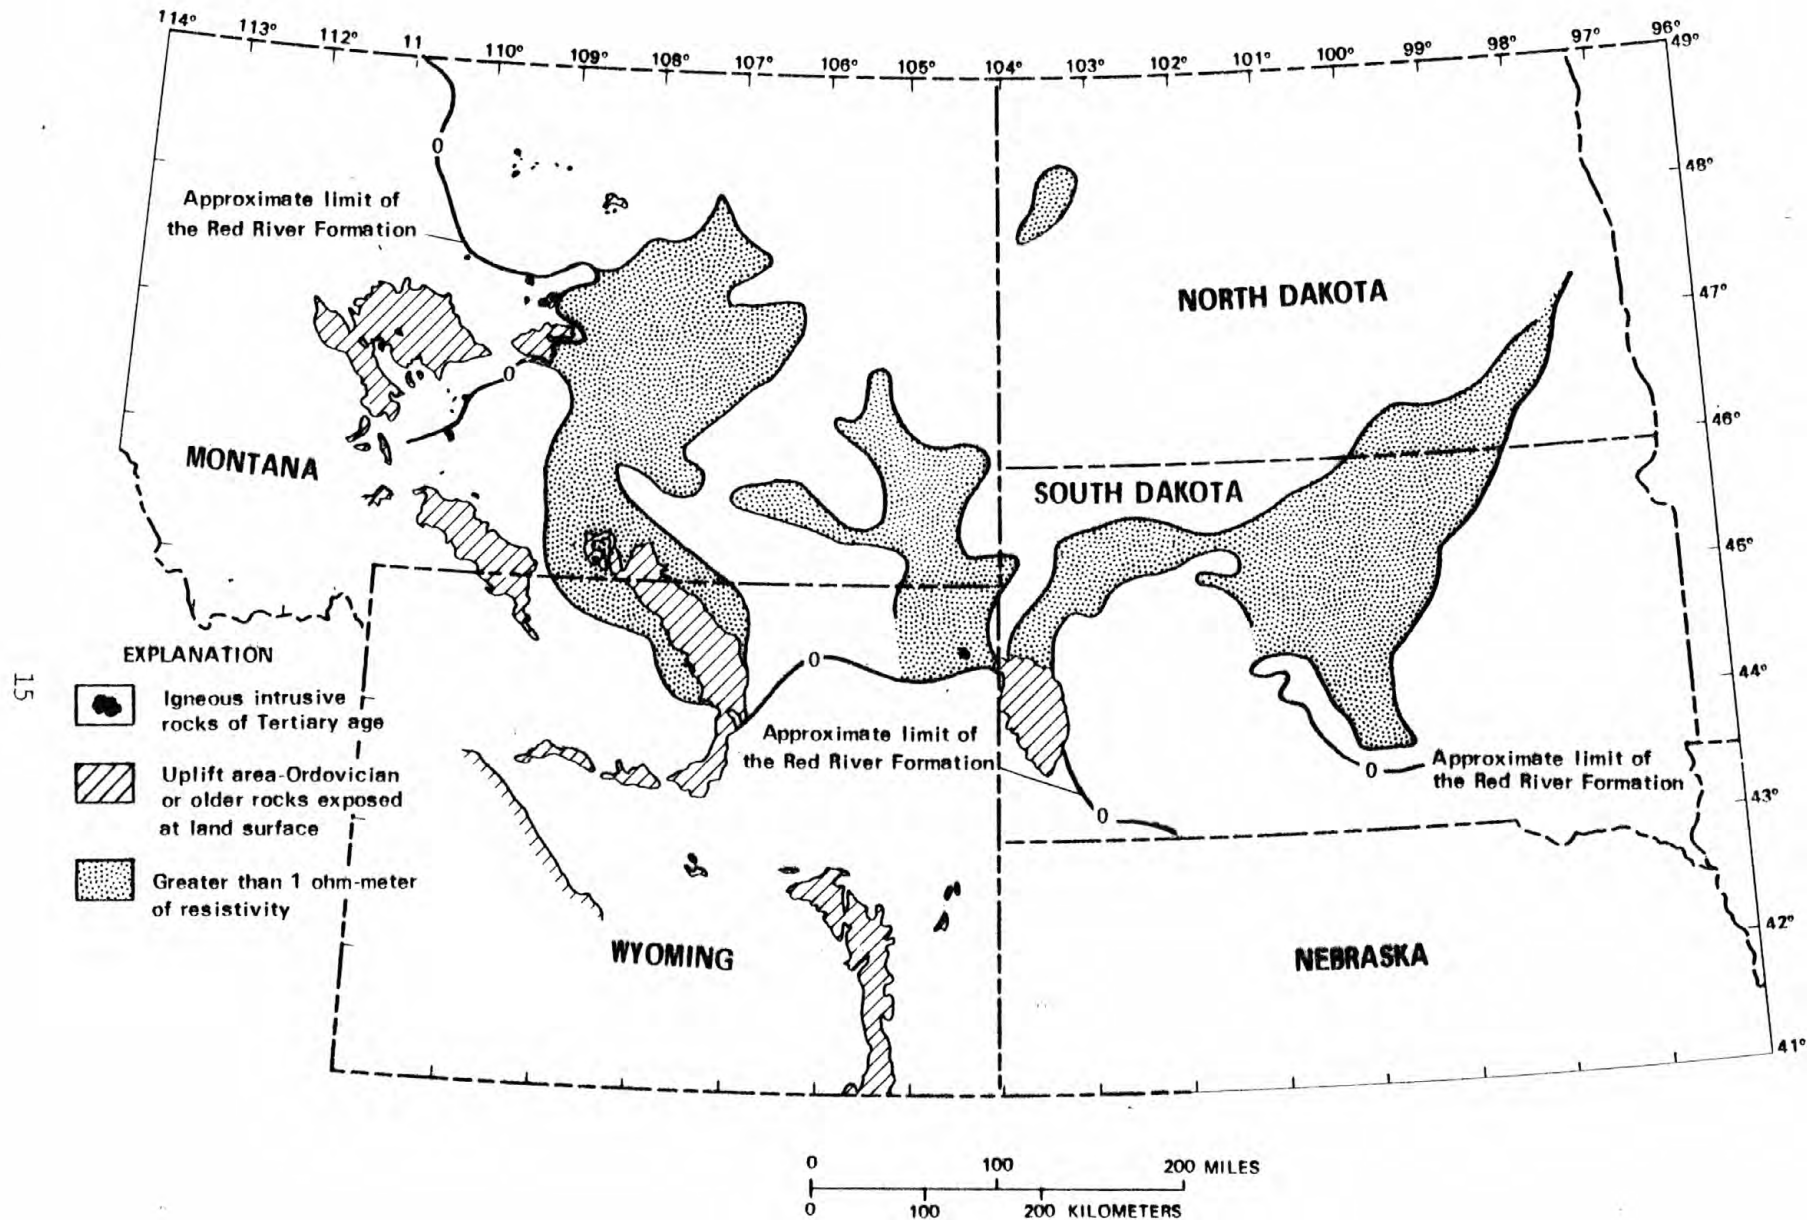 114°
113°
112°
11
110°
109°
108°
107°
106°
105°
104°
103°
102°
101°
100°
99°
98°
97°
96°
49°
48°
47°
46°
45°
44°
43°
42°
41°
0
Approximate limit of
the Red River Formation
NORTH DAKOTA
0
MONTANA
SOUTH DAKOTA
0
Approximate limit of
the Red River Formation
0
Approximate limit of
the Red River Formation
0
WYOMING
NEBRASKA
EXPLANATION
Igneous intrusive
rocks of Tertiary age
Uplift area-Ordovician
or older rocks exposed
at land surface
Greater than 1 ohm-meter
of resistivity
15
0 100 200 MILES
0 100 200 KILOMETERS